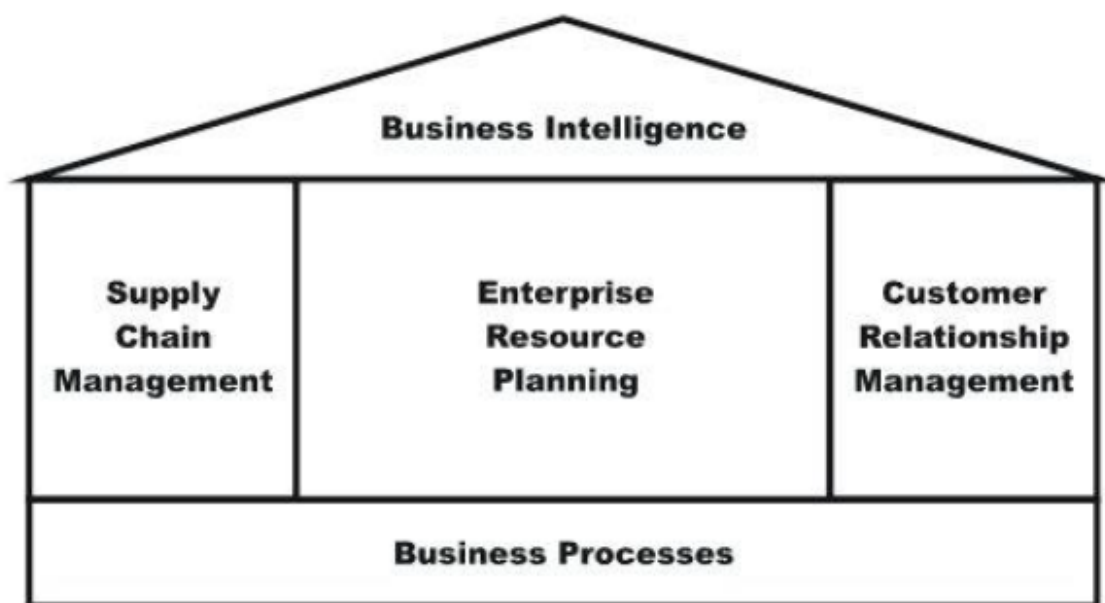 Business Intelligence
Supply
Chain
Management
Enterprise
Resource
Planning
Customer
Relationship
Management
Business Processes